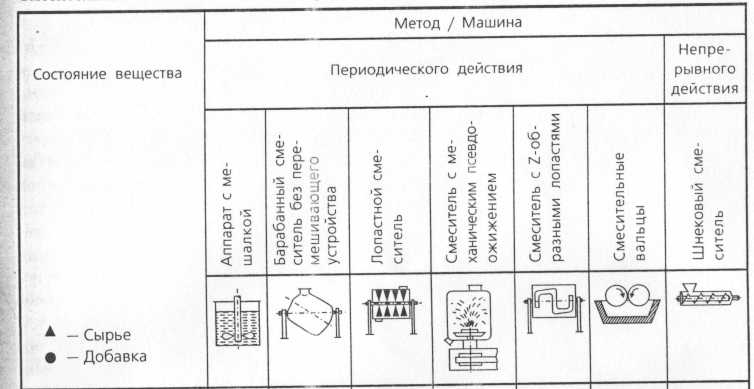 Метод / Машина
Состояние вещества
Периодического действия
Непре-
рывного
действия
Аппарат с ме-
шалкой
Барабанный сме-
ситель без пере-
мешивающего
устройства
Лопастной сме-
ситель
Смеситель с ме-
ханическим псевдо-
ожижением
Смеситель с Z-об-
разными лопастями
Смесительные
вальцы
Шнековый сме-
ситель
▲ — Сырье
● — Добавка